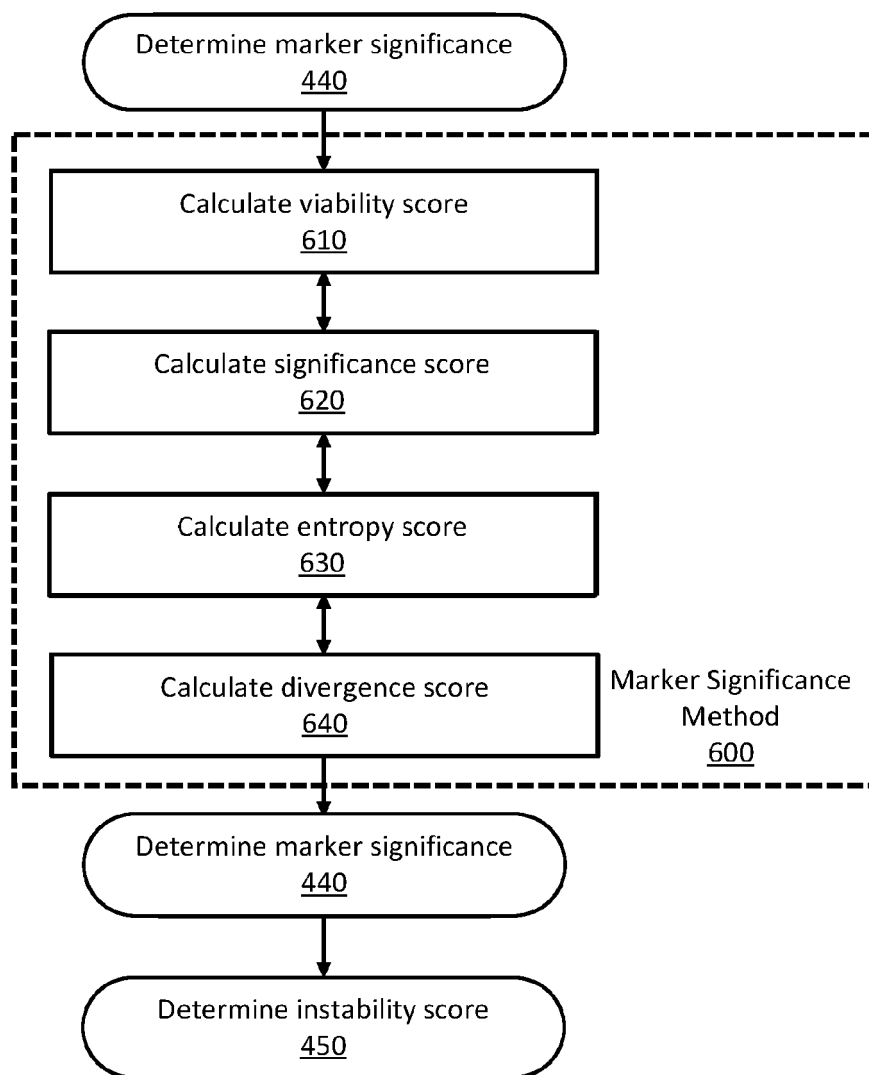 Determine marker significance
440
Calculate viability score
610
Calculate significance score
620
Calculate entropy score
630
Calculate divergence score
640
Marker Significance
Method
600
Determine marker significance
440
Determine instability score
450